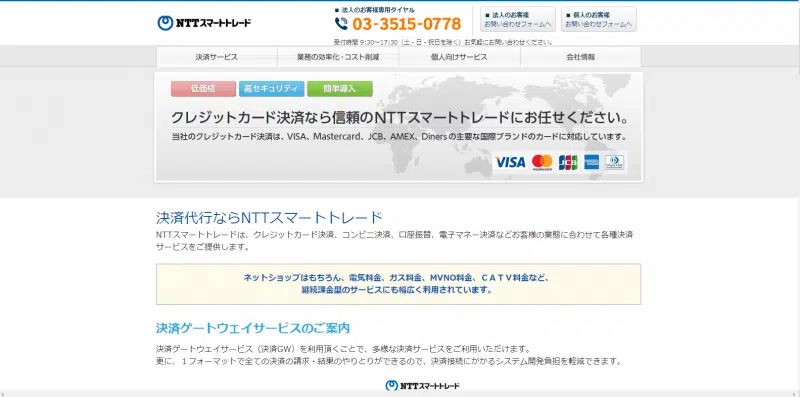 NTTスマートトレード
■ 法人のお客様専用ダイヤル
03-3515-0778
受付時間 9:30~17:30（土・日・祝日を除く）お気軽にお問い合わせください。
■ 法人のお客様
お問い合わせフォームへ
■ 個人のお客様
お問い合わせフォームへ
決済サービス
業務の効率化・コスト削減
個人向けサービス
会社情報
低価格
高セキュリティ
簡単導入
クレジットカード決済なら信頼のNTTスマートトレードにお任せください。
当社のクレジットカード決済は、VISA、Mastercard、JCB、AMEX、Dinersの主要な国際ブランドのカードに対応しています。
VISA
mastercard
JCB
決済代行ならNTTスマートトレード
NTTスマートトレードは、クレジットカード決済、コンビニ決済、口座振替、電子マネー決済などお客様の業態に合わせて各種決済
サービスをご提供します。
ネットショップはもちろん、電気料金、ガス料金、MVNO料金、ＣＡＴＶ料金など、
継続課金型のサービスにも幅広く利用されています。
決済ゲートウェイサービスのご案内
決済ゲートウェイサービス（決済GW）を利用頂くことで、多様な決済サービスをご利用いただけます。
更に、１フォーマットで全ての決済の請求・結果のやりとりができるので、決済接続にかかるシステム開発負担を軽減できます。
NTTスマートトレード